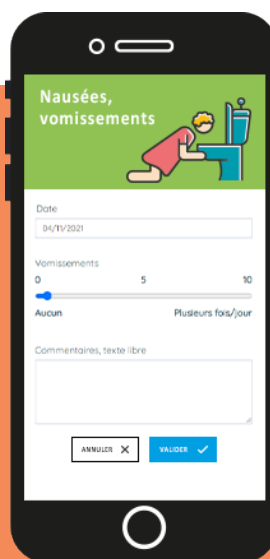 Nausées,
vomissements
Date
04/11/2021
Vomissements
0 5 10
Aucun Plusieurs fois/jour
Commentaires, texte libre
ANNULER VALIDER